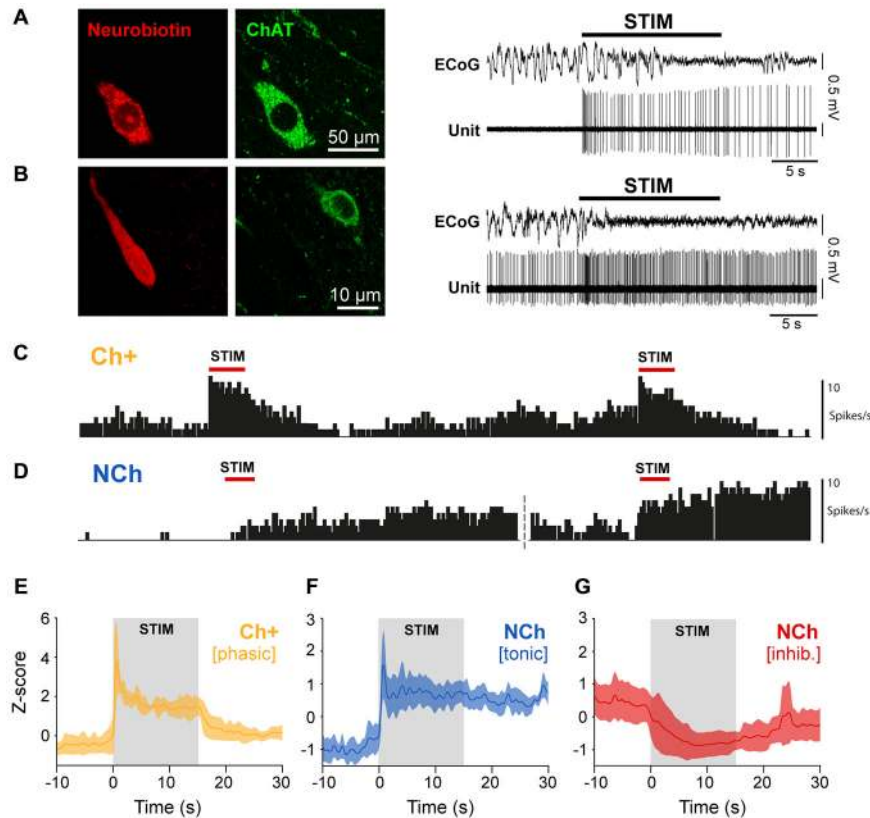 A
Neurobiotin
ChAT
50 µm
STIM
ECoG
Unit
0.5 mV
5 s
B
10 µm
STIM
ECoG
Unit
0.5 mV
5 s
C
Ch+
STIM
STIM
10
Spikes/s
D
NCh
STIM
STIM
10
Spikes/s
E
STIM
Ch+
[phasic]
Z-score
6
4
2
0
-10 0 10 20 30
Time (s)
F
STIM
NCh
[tonic]
3
2
1
0
-1
-10 0 10 20 30
Time (s)
G
STIM
NCh
[inhib.]
3
2
1
0
-1
-10 0 10 20 30
Time (s)